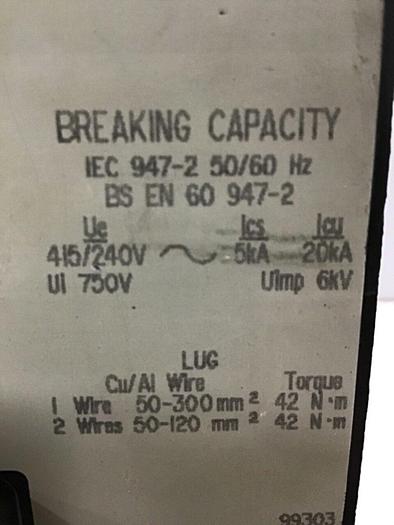 BREAKING CAPACITY
IEC 947-2 50/60 Hz
BS EN 60 947-2
Ue Ics Icu
415/240V ~ 5kA 20kA
Ui 750V Uimp 6kV
LUG
Cu/Al Wire Torque
1 Wire 50-300 mm² 42 N·m
2 Wires 50-120 mm² 42 N·m
99303